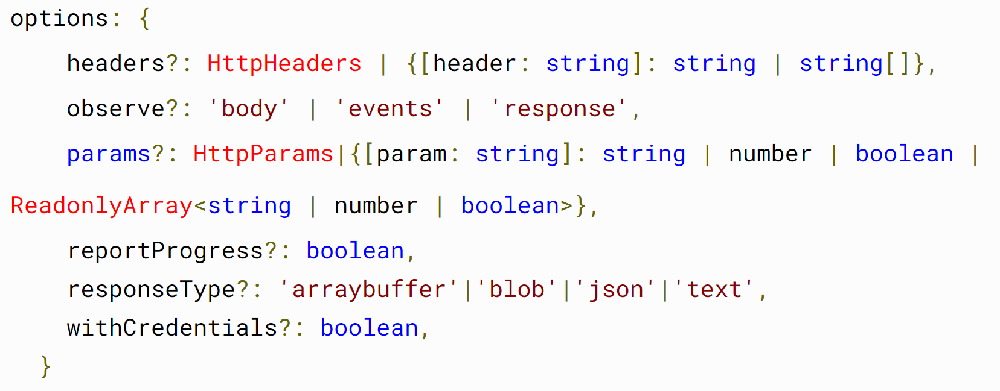 options: {
headers?: HttpHeaders | {[header: string]: string | string[]},
observe?: 'body' | 'events' | 'response',
params?: HttpParams|{[param: string]: string | number | boolean |
ReadonlyArray<string | number | boolean>},
reportProgress?: boolean,
responseType?: 'arraybuffer'|'blob'|'json'|'text',
withCredentials?: boolean,
}